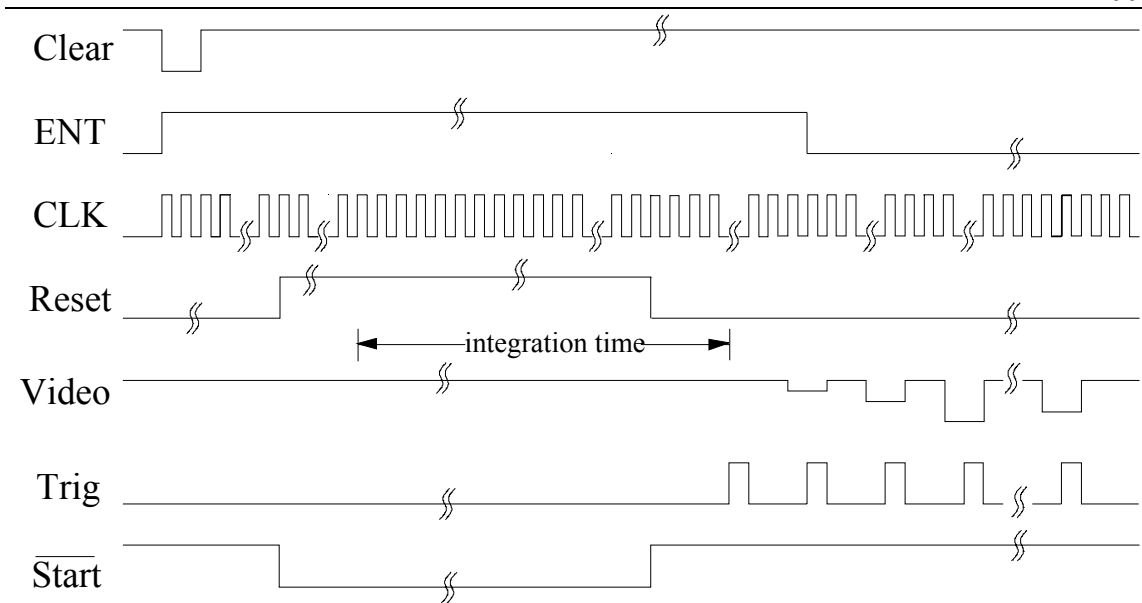 Clear
ENT
CLK
Reset
integration time
Video
Trig
Start